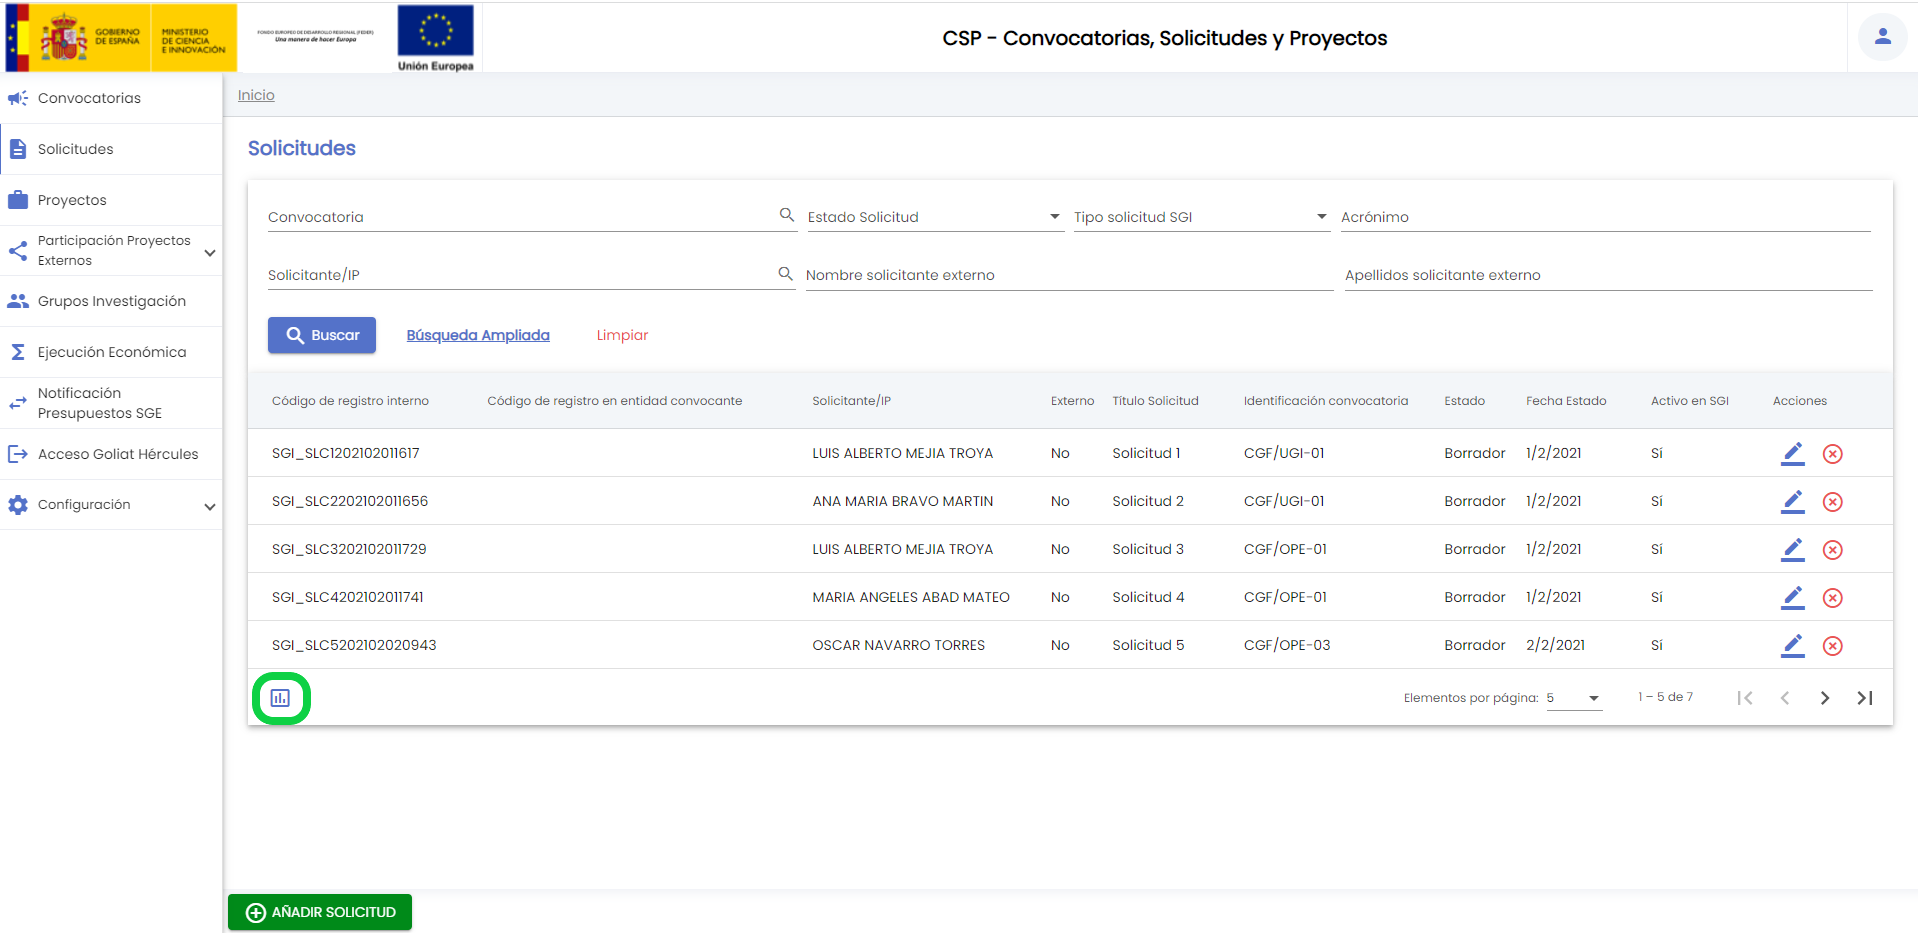 GOBIERNO
DE ESPAÑA
MINISTERIO
DE CIENCIA
E INNOVACIÓN
FONDO EUROPEO DE DESARROLLO REGIONAL (FEDER)
Una manera de hacer Europa
Unión Europea
CSP - Convocatorias, Solicitudes y Proyectos
Convocatorias
Solicitudes
Proyectos
Participación Proyectos
Externos
Grupos Investigación
Ejecución Económica
Notificación
Presupuestos SGE
Acceso Goliat Hércules
Configuración
Inicio
Solicitudes
Convocatoria Estado Solicitud Tipo solicitud SGI Acrónimo
Solicitante/IP Nombre solicitante externo Apellidos solicitante externo
Buscar Búsqueda Ampliada Limpiar
Código de registro interno Código de registro en entidad convocante Solicitante/IP Externo Título Solicitud Identificación convocatoria Estado Fecha Estado Activo en SGI Acciones
SGI_SLC1202102011617 LUIS ALBERTO MEJIA TROYA No Solicitud 1 CGF/UGI-01 Borrador 1/2/2021 Sí
SGI_SLC2202102011656 ANA MARIA BRAVO MARTIN No Solicitud 2 CGF/UGI-01 Borrador 1/2/2021 Sí
SGI_SLC3202102011729 LUIS ALBERTO MEJIA TROYA No Solicitud 3 CGF/OPE-01 Borrador 1/2/2021 Sí
SGI_SLC4202102011741 MARIA ANGELES ABAD MATEO No Solicitud 4 CGF/OPE-01 Borrador 1/2/2021 Sí
SGI_SLC5202102020943 OSCAR NAVARRO TORRES No Solicitud 5 CGF/OPE-03 Borrador 2/2/2021 Sí
Elementos por página: 5 1 – 5 de 7
AÑADIR SOLICITUD